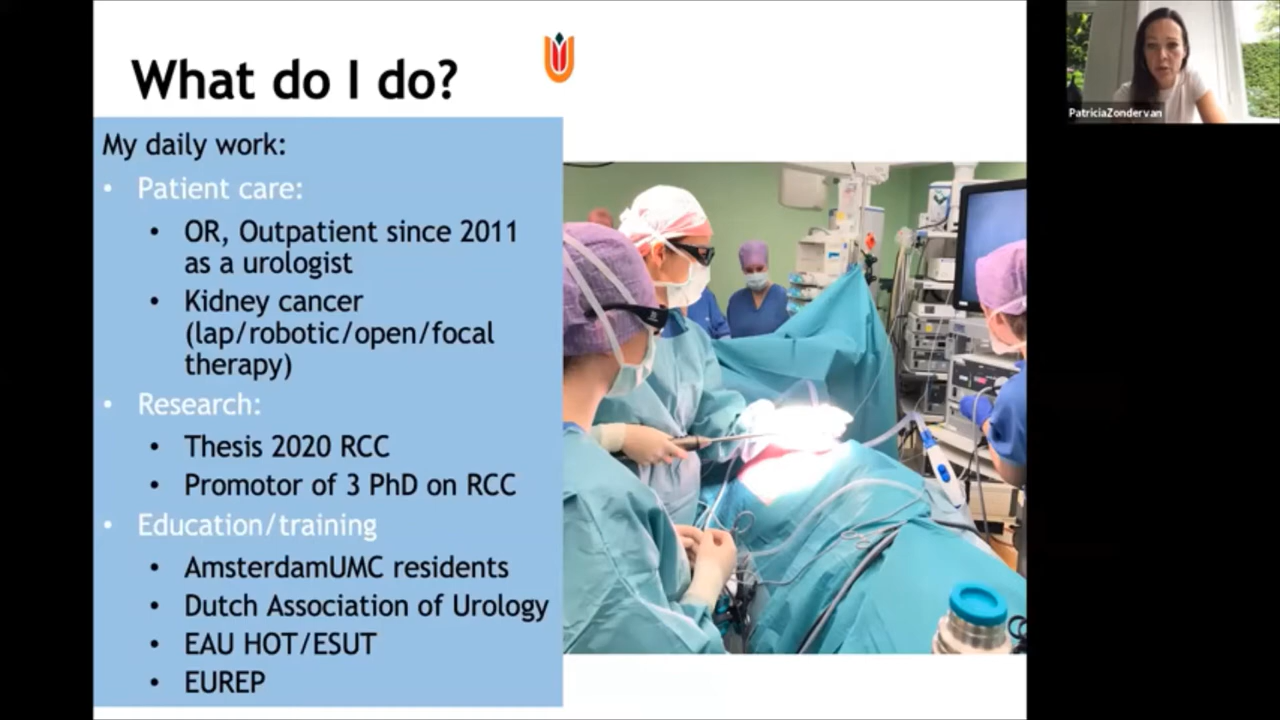 What do I do?
My daily work:
• Patient care:
• OR, Outpatient since 2011
as a urologist
• Kidney cancer
(lap/robotic/open/focal
therapy)
• Research:
• Thesis 2020 RCC
• Promotor of 3 PhD on RCC
• Education/training
• AmsterdamUMC residents
• Dutch Association of Urology
• EAU HOT/ESUT
• EUREP
PatriciaZondervan